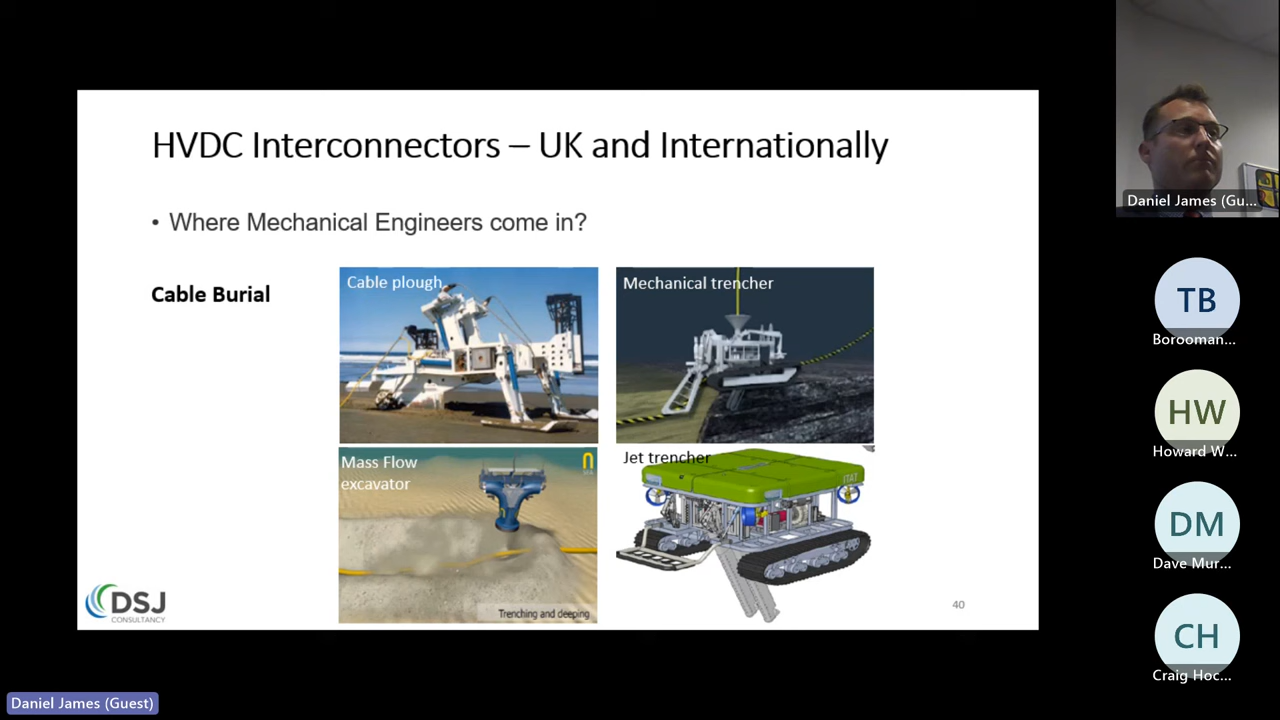 HVDC Interconnectors – UK and Internationally
• Where Mechanical Engineers come in?
Cable Burial
Cable plough
Mechanical trencher
Mass Flow
excavator
Trenching and deeping
Jet trencher
ITAT
DSJ
CONSULTANCY
40
Daniel James (Gu...
TB
Borooman...
HW
Howard W...
DM
Dave Mur...
CH
Craig Hoc...
Daniel James (Guest)